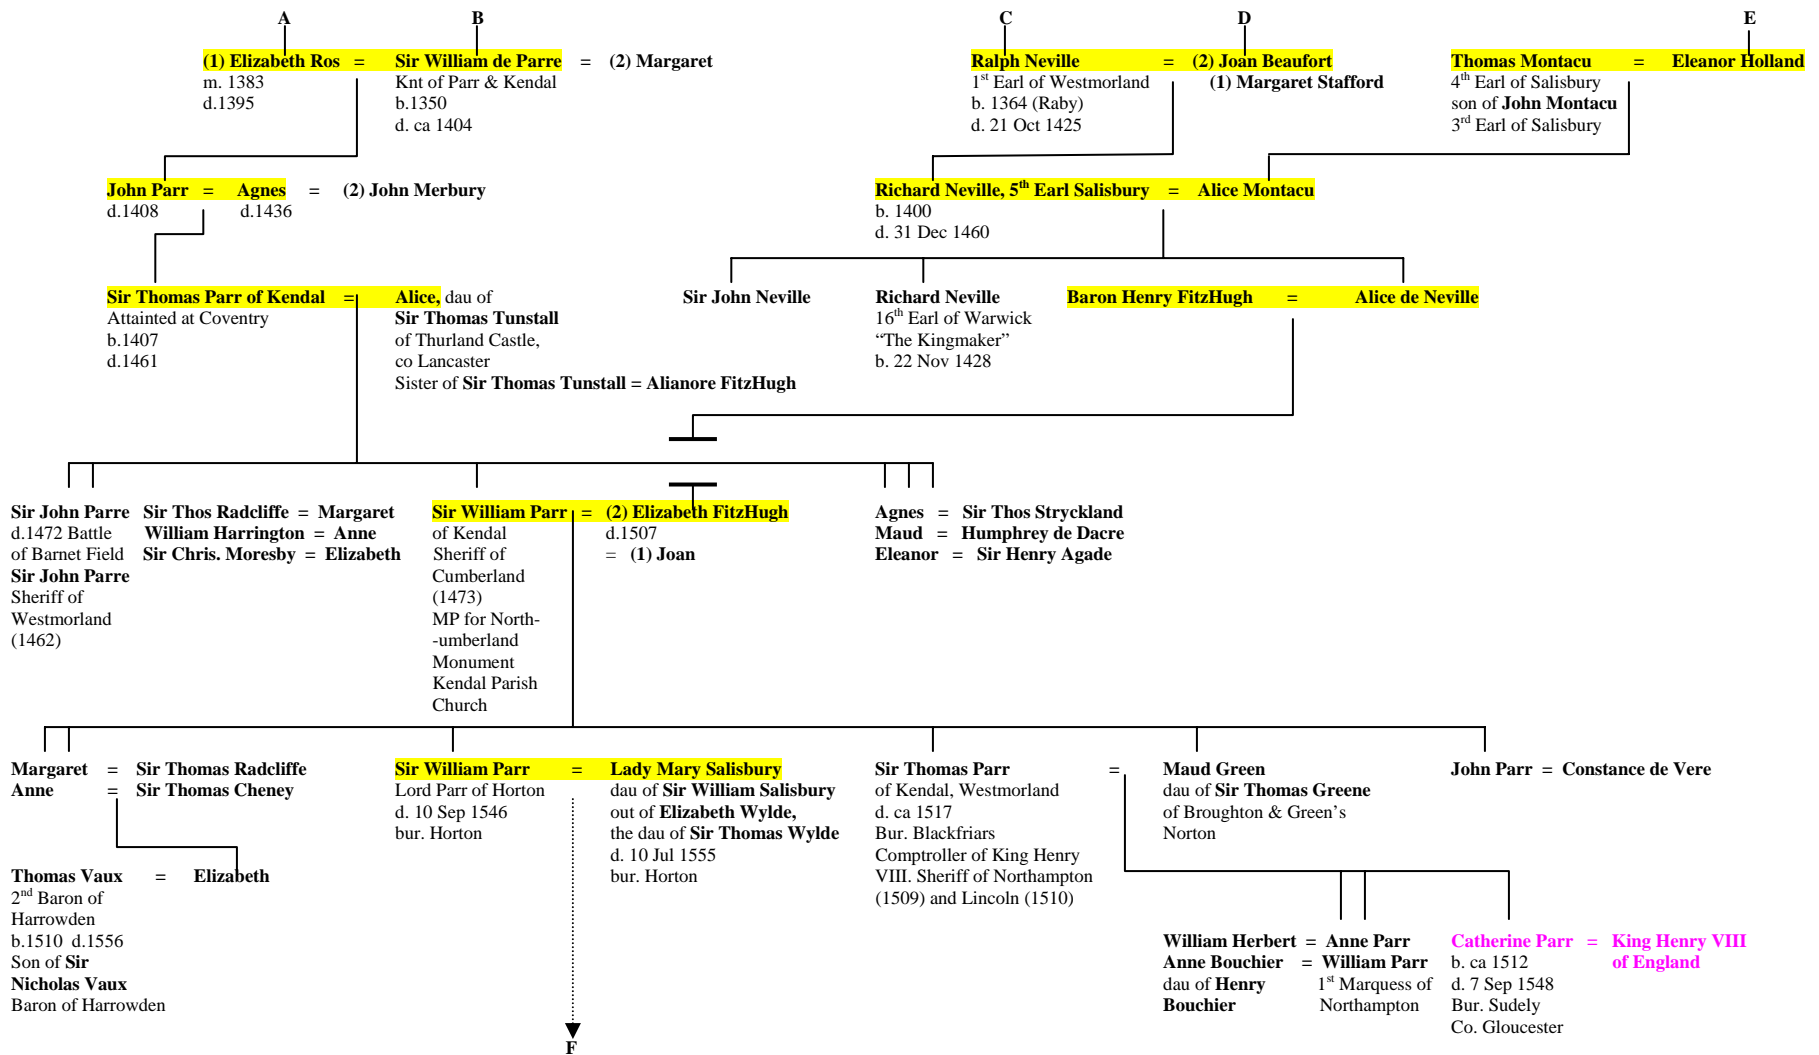 A B C D E
(1) Elizabeth Ros = Sir William de Parre = (2) Margaret
m. 1383
d.1395
Knt of Parr & Kendal
b.1350
d. ca 1404
Ralph Neville = (2) Joan Beaufort
1st Earl of Westmorland (1) Margaret Stafford
b. 1364 (Raby)
d. 21 Oct 1425
Thomas Montacu = Eleanor Holland
4th Earl of Salisbury
son of John Montacu
3rd Earl of Salisbury
John Parr = Agnes = (2) John Merbury
d.1408 d.1436
Richard Neville, 5th Earl Salisbury = Alice Montacu
b. 1400
d. 31 Dec 1460
Sir Thomas Parr of Kendal =
Attainted at Coventry
b.1407
d.1461
Alice, dau of
Sir Thomas Tunstall
of Thurland Castle,
co Lancaster
Sister of Sir Thomas Tunstall = Alianore FitzHugh
Sir John Neville
Richard Neville
16th Earl of Warwick
“The Kingmaker”
b. 22 Nov 1428
Baron Henry FitzHugh = Alice de Neville
Sir John Parre
d.1472 Battle
of Barnet Field
Sir John Parre
Sheriff of
Westmorland
(1462)
Sir Thos Radcliffe = Margaret
William Harrington = Anne
Sir Chris. Moresby = Elizabeth
Sir William Parr = (2) Elizabeth FitzHugh
of Kendal
Sheriff of
Cumberland
(1473)
MP for North-
-umberland
Monument
Kendal Parish
Church
d.1507
= (1) Joan
Agnes = Sir Thos Stryckland
Maud = Humphrey de Dacre
Eleanor = Sir Henry Agade
Margaret = Sir Thomas Radcliffe
Anne = Sir Thomas Cheney
Sir William Parr = Lady Mary Salisbury
Lord Parr of Horton
d. 10 Sep 1546
bur. Horton
dau of Sir William Salisbury
out of Elizabeth Wylde,
the dau of Sir Thomas Wylde
d. 10 Jul 1555
bur. Horton
Sir Thomas Parr = Maud Green
of Kendal, Westmorland
d. ca 1517
Bur. Blackfriars
Comptroller of King Henry
VIII. Sheriff of Northampton
(1509) and Lincoln (1510)
dau of Sir Thomas Greene
of Broughton & Green’s
Norton
John Parr = Constance de Vere
Thomas Vaux = Elizabeth
2nd Baron of
Harrowden
b.1510 d.1556
Son of Sir
Nicholas Vaux
Baron of Harrowden
William Herbert = Anne Parr
Anne Bouchier = William Parr
dau of Henry 1st Marquess of
Bouchier Northampton
Catherine Parr = King Henry VIII
b. ca 1512 of England
d. 7 Sep 1548
Bur. Sudely
Co. Gloucester
F